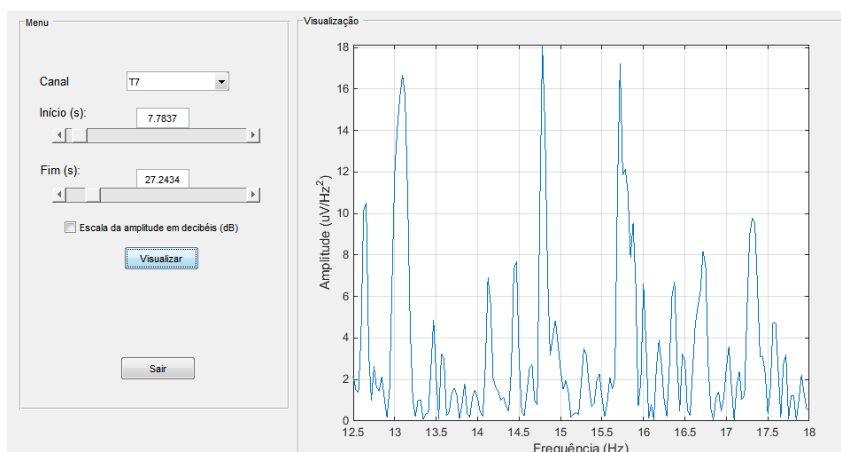 Menu
Canal
T7
Início (s):
7.7837
Fim (s):
27.2434
Escala da amplitude em decibéis (dB)
Visualizar
Sair
Visualização
Amplitude (uV/Hz²)
18
16
14
12
10
8
6
4
2
0
12.5 13 13.5 14 14.5 15 15.5 16 16.5 17 17.5 18
Frequência (Hz)